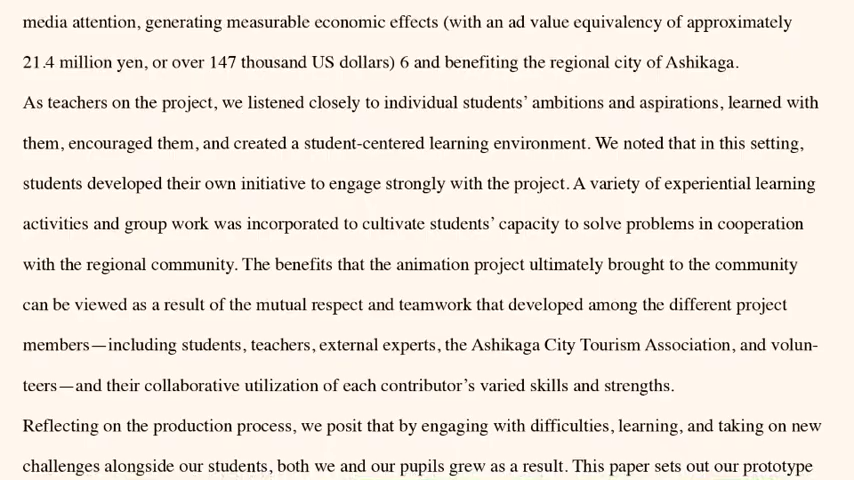 media attention, generating measurable economic effects (with an ad value equivalency of approximately
21.4 million yen, or over 147 thousand US dollars) 6 and benefiting the regional city of Ashikaga.
As teachers on the project, we listened closely to individual students’ ambitions and aspirations, learned with
them, encouraged them, and created a student-centered learning environment. We noted that in this setting,
students developed their own initiative to engage strongly with the project. A variety of experiential learning
activities and group work was incorporated to cultivate students’ capacity to solve problems in cooperation
with the regional community. The benefits that the animation project ultimately brought to the community
can be viewed as a result of the mutual respect and teamwork that developed among the different project
members—including students, teachers, external experts, the Ashikaga City Tourism Association, and volun-
teers—and their collaborative utilization of each contributor’s varied skills and strengths.
Reflecting on the production process, we posit that by engaging with difficulties, learning, and taking on new
challenges alongside our students, both we and our pupils grew as a result. This paper sets out our prototype